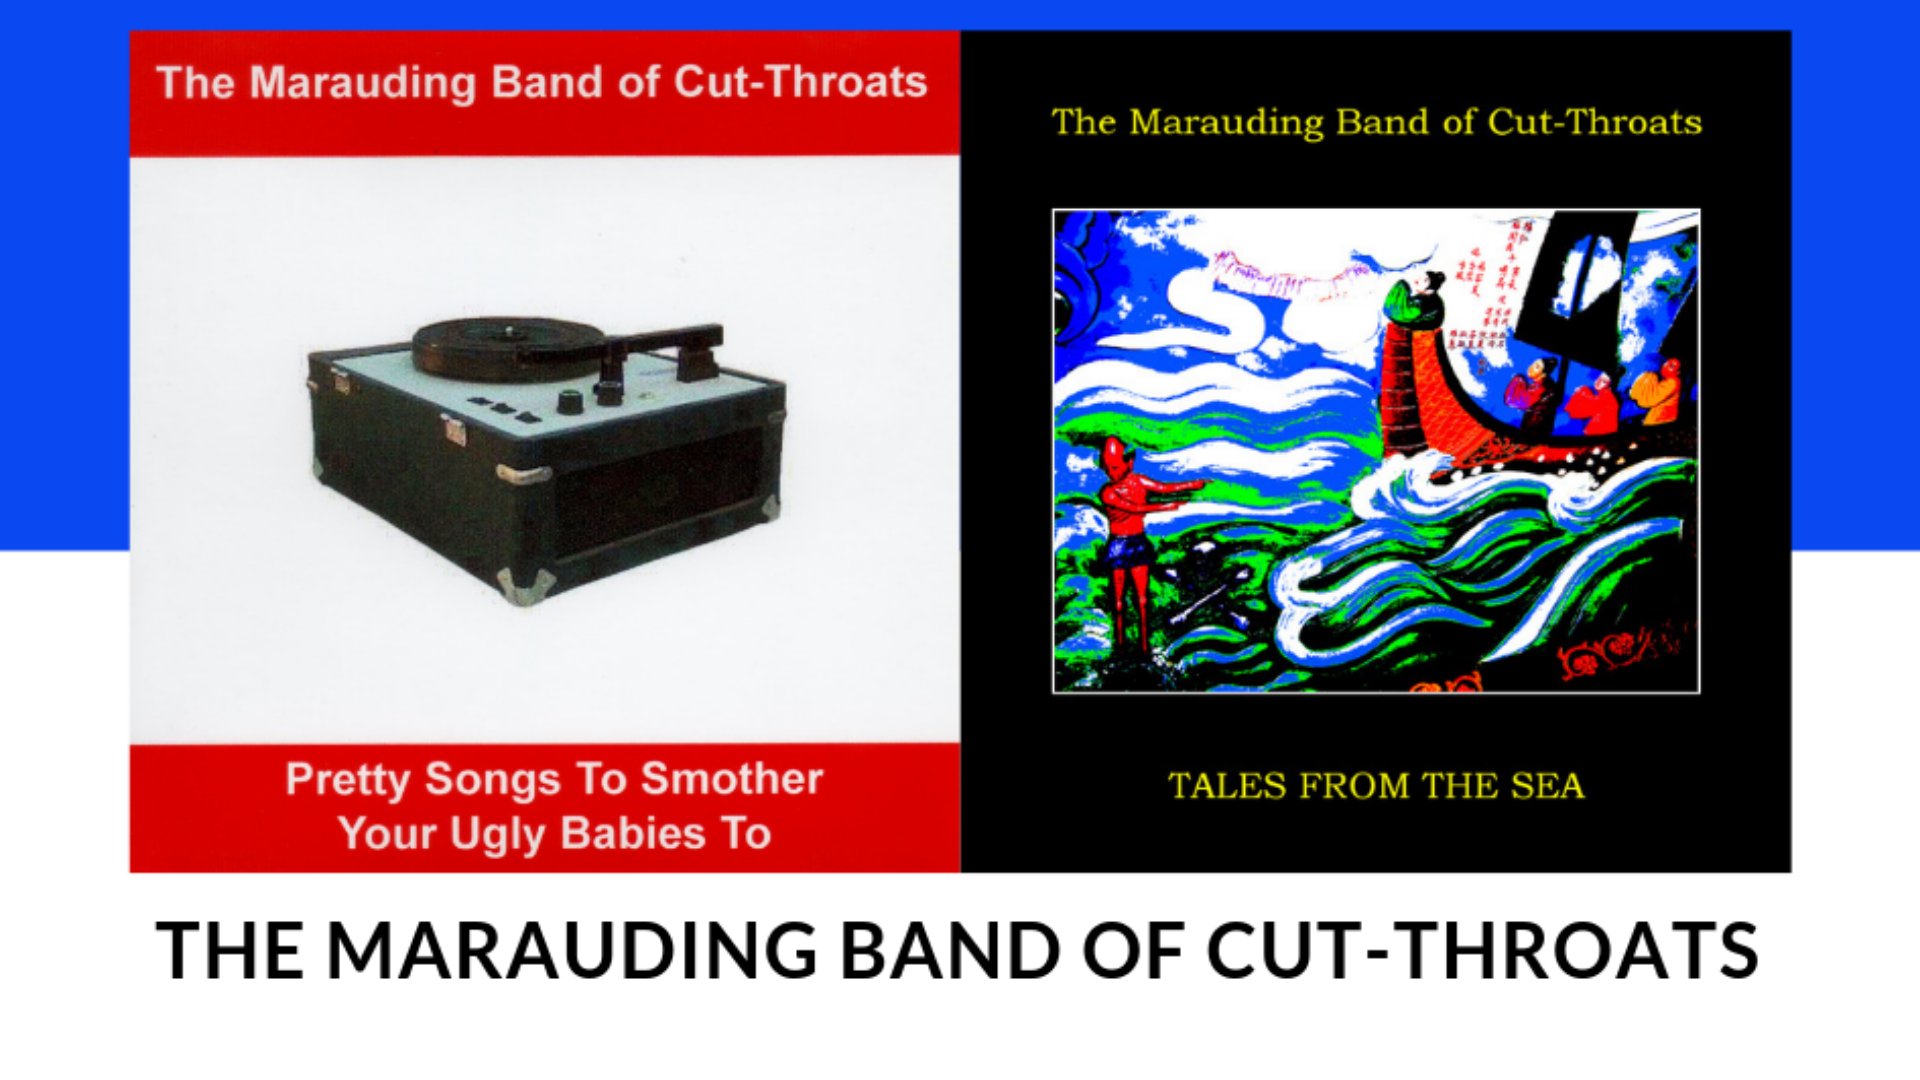 The Marauding Band of Cut-Throats
Pretty Songs To Smother
Your Ugly Babies To
The Marauding Band of Cut-Throats
TALES FROM THE SEA
THE MARAUDING BAND OF CUT-THROATS